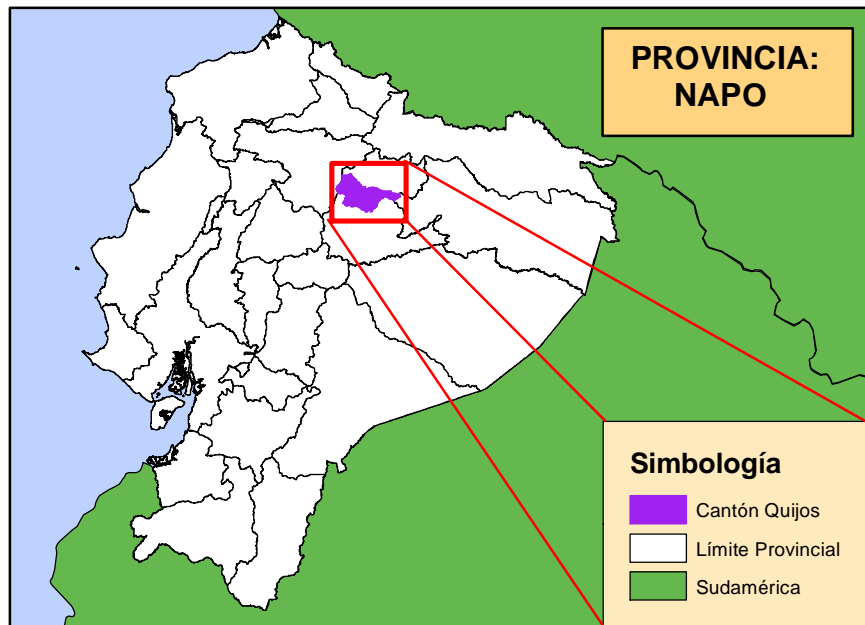 PROVINCIA:
NAPO
Simbología
Cantón Quijos
Límite Provincial
Sudamérica